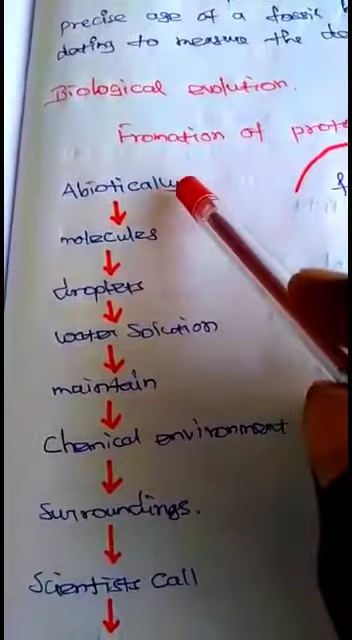 precise age of a fossil
dating to measure the
Biological evolution.
Fromation of
Abiotically
molecules
droplets
water solution
maintain
Chemical environment
Surroundings.
Scientists Call